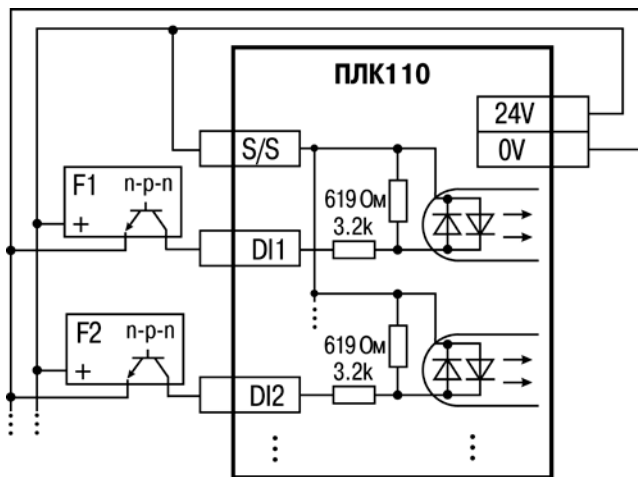 ПЛК110
24V
0V
S/S
F1 n-p-n
+
619 Ом
3.2k
DI1
F2 n-p-n
+
619 Ом
3.2k
DI2